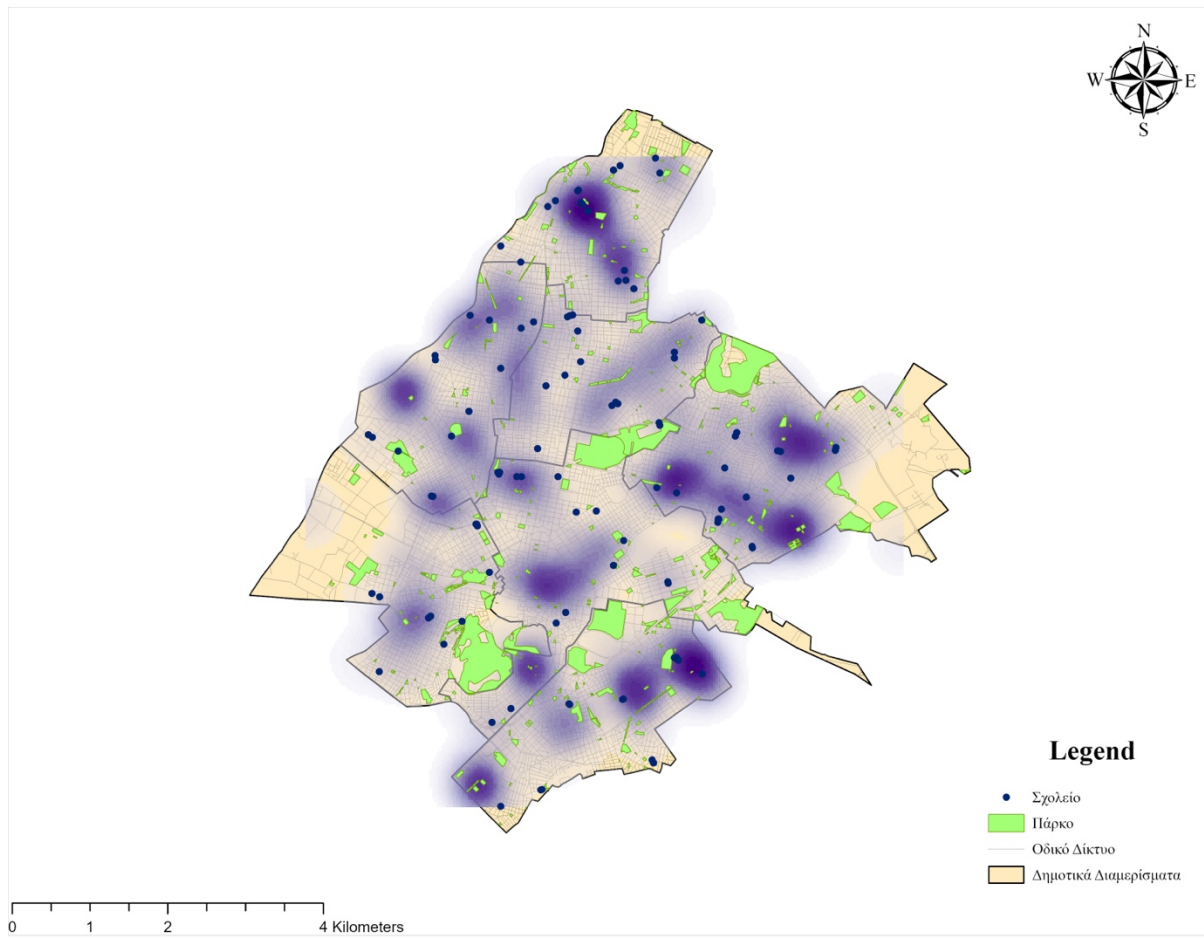 N
W E
S
Legend
Σχολείο
Πάρκο
Οδικό Δίκτυο
Δημοτικά Διαμερίσματα
0 1 2 4 Kilometers